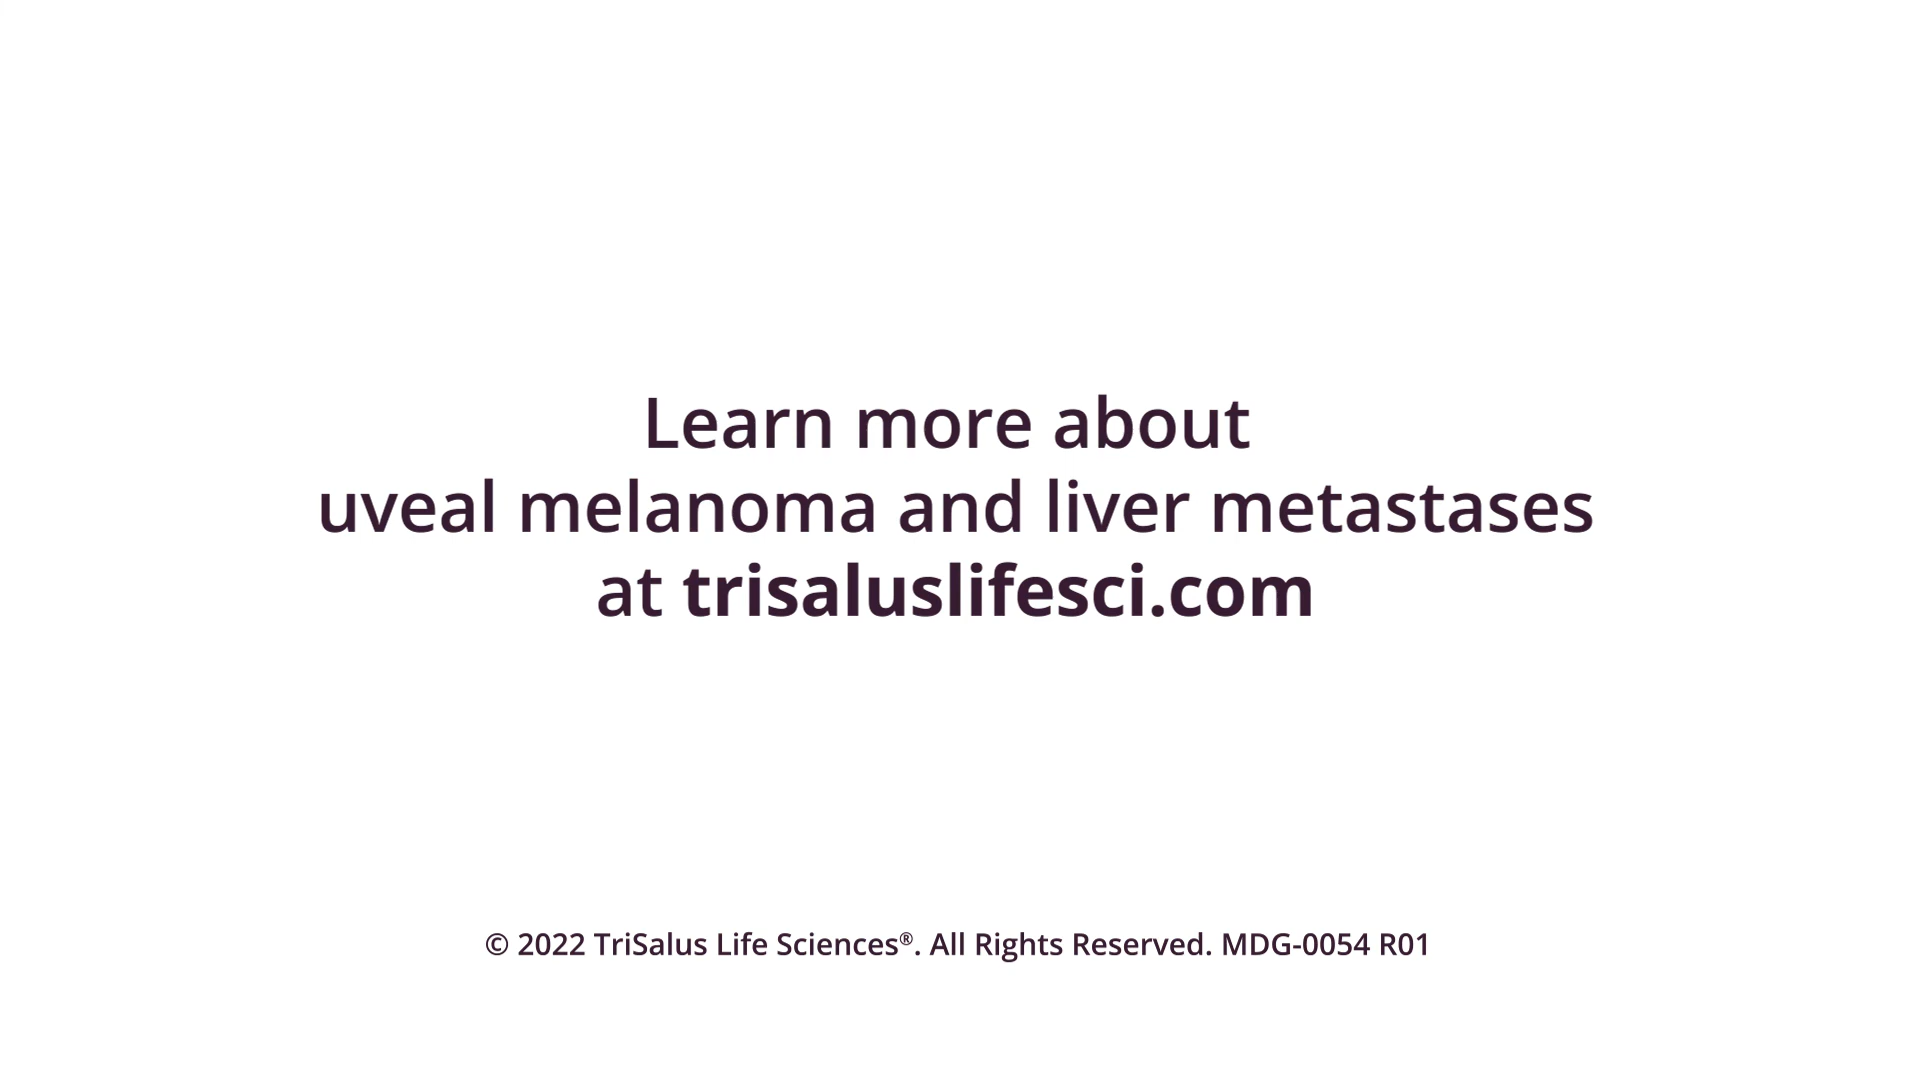 Learn more about
uveal melanoma and liver metastases
at trisaluslifesci.com
© 2022 TriSalus Life Sciences®. All Rights Reserved. MDG-0054 R01